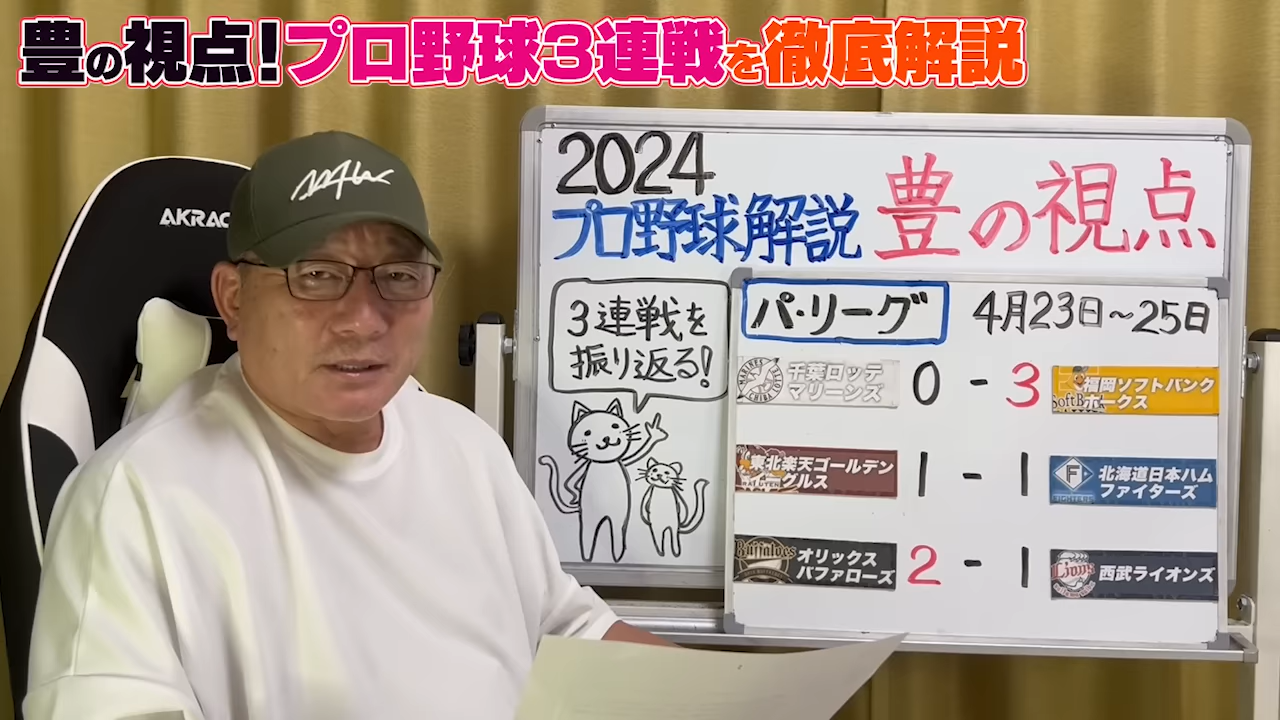 豊の視点!プロ野球3連戦を徹底解説
AKRAC
2024
プロ野球解説 豊の視点
3連戦を
振り返る!
パ・リーグ 4月23日~25日
千葉ロッテ
マリーンズ
0 - 3
福岡ソフトバンク
ホークス
東北楽天ゴールデン
グルス
1 - 1
F
北海道日本ハム
ファイターズ
FIGHTERS
Buffaloes
オリックス
バファローズ
2 - 1
Lions
西武ライオンズ